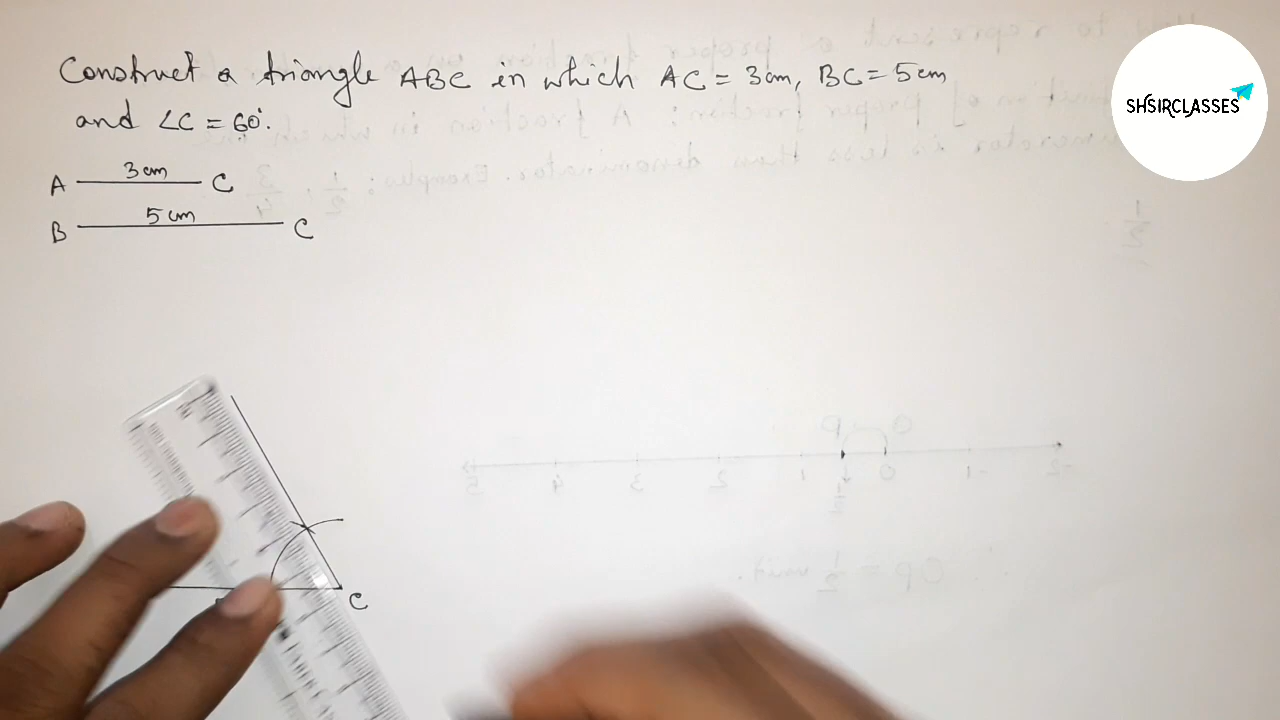 Construct a triangle ABC in which AC = 3cm, BC = 5cm
and ∠C = 60°.
A 3cm C
B 5cm C
C
SHSIRCLASSES